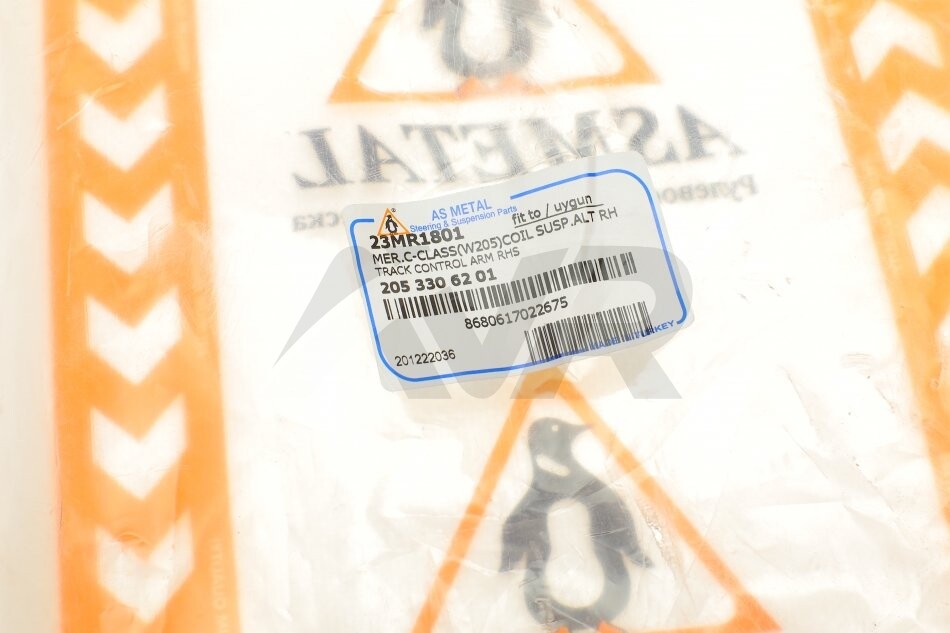 ASMETAL
AS METAL
Steering & Suspension Parts
fit to / uygun
23MR1801
MER.C-CLASS(W205)COIL SUSP.ALT RH
TRACK CONTROL ARM RHS
205 330 62 01
8680617022675
201222036
TURKEY